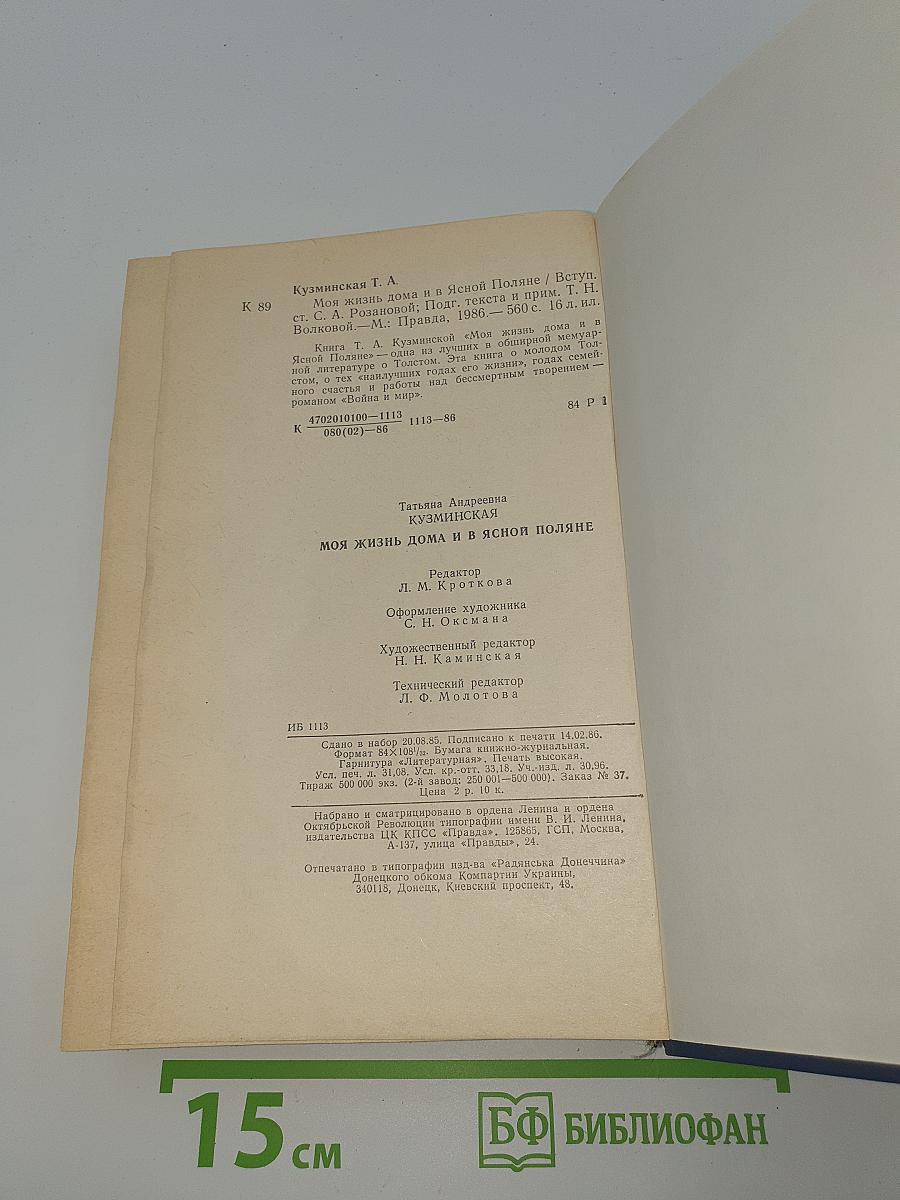 Кузминская Т. А.
К 89
Моя жизнь дома и в Ясной Поляне / Вступ.
ст. С. А. Розановой; Подг. текста и прим. Т. Н.
Волковой.—М.: Правда, 1986.— 560 с. 16 л. ил.
Книга Т. А. Кузминской «Моя жизнь дома и в
Ясной Поляне» — одна из лучших в обширной мемуар-
ной литературе о Толстом. Эта книга о молодом Тол-
стом, о тех «наилучших годах его жизни», годах семей-
ного счастья и работы над бессмертным творением —
романом «Война и мир».
К 4702010100—1113
080(02)—86
1113—86
84 Р 1
Татьяна Андреевна
КУЗМИНСКАЯ
МОЯ ЖИЗНЬ ДОМА И В ЯСНОЙ ПОЛЯНЕ
Редактор
Л. М. Кроткова
Оформление художника
С. Н. Оксмана
Художественный редактор
Н. Н. Каминская
Технический редактор
Л. Ф. Молотова
ИБ 1113
Сдано в набор 20.08.85. Подписано к печати 14.02.86.
Формат 84×108 1/32. Бумага книжно-журнальная.
Гарнитура «Литературная». Печать высокая.
Усл. печ. л. 31,08. Усл. кр.-отт. 33,18. Уч.-изд. л. 30,96.
Тираж 500 000 экз. (2-й завод: 250 001—500 000). Заказ № 37.
Цена 2 р. 10 к.
Набрано и сматрицировано в ордена Ленина и ордена
Октябрьской Революции типографии имени В. И. Ленина,
издательства ЦК КПСС «Правда». 125865, ГСП, Москва,
А-137, улица «Правды», 24.
Отпечатано в типографии изд-ва «Радянська Донеччина»
Донецкого обкома Компартии Украины,
340118, Донецк, Киевский проспект, 48.
15 см
БФ БИБЛИОФАН